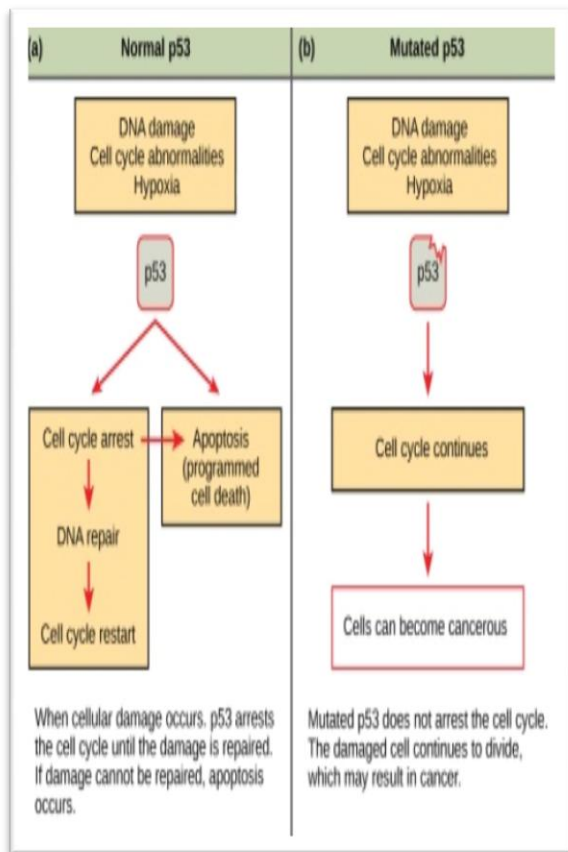 (a) Normal p53
DNA damage
Cell cycle abnormalities
Hypoxia
p53
Cell cycle arrest
DNA repair
Cell cycle restart
Apoptosis
(programmed
cell death)
When cellular damage occurs. p53 arrests
the cell cycle until the damage is repaired.
If damage cannot be repaired, apoptosis
occurs.
(b) Mutated p53
DNA damage
Cell cycle abnormalities
Hypoxia
p53
Cell cycle continues
Cells can become cancerous
Mutated p53 does not arrest the cell cycle.
The damaged cell continues to divide,
which may result in cancer.